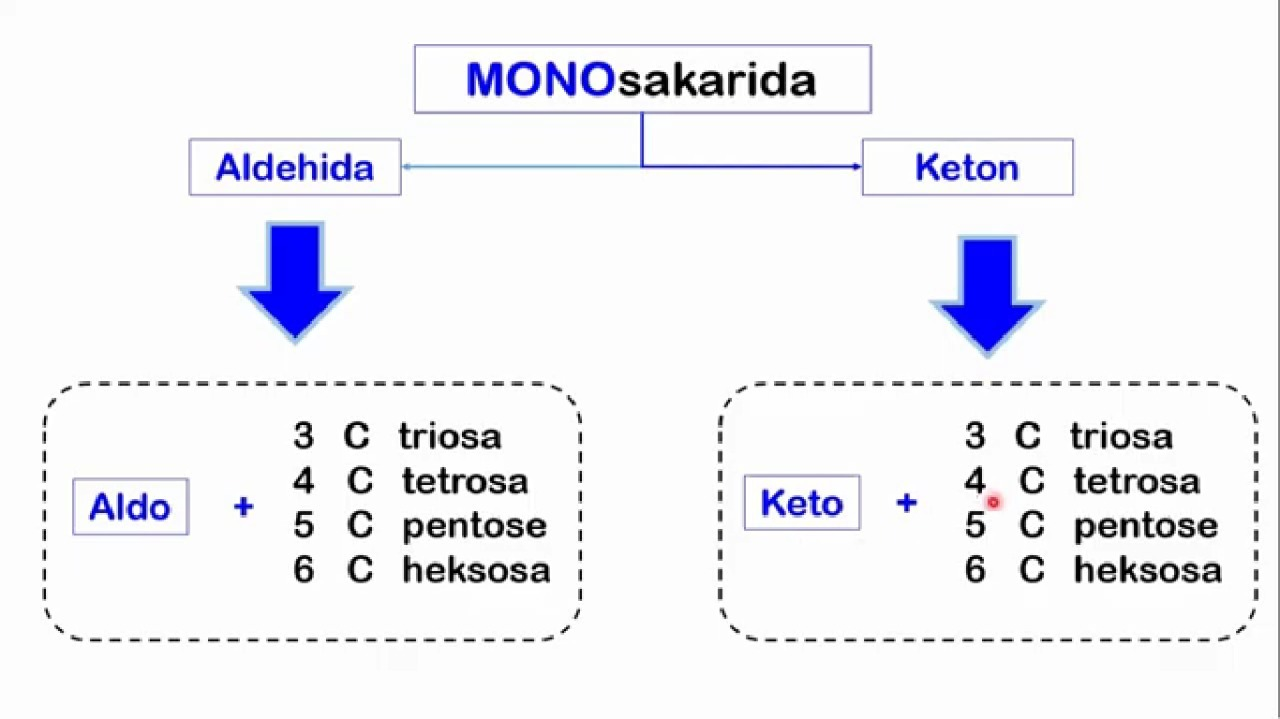 MONOsakarida
Aldehida
Keton
Aldo +
3 C triosa
4 C tetrosa
5 C pentose
6 C heksosa
Keto +
3 C triosa
4 C tetrosa
5 C pentose
6 C heksosa